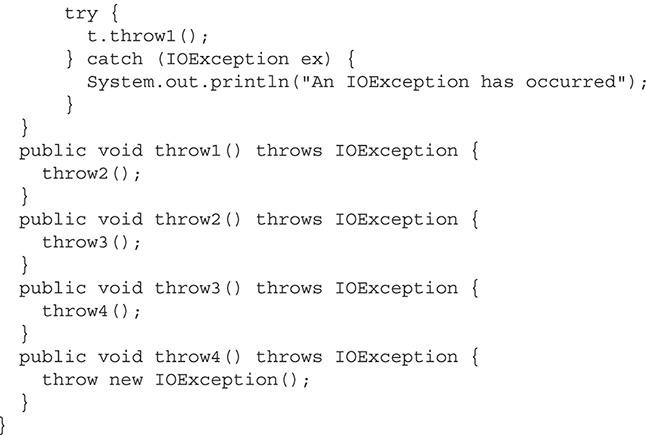 try {
t.throw1();
} catch (IOException ex) {
System.out.println("An IOException has occurred");
}
}
public void throw1() throws IOException {
throw2();
}
public void throw2() throws IOException {
throw3();
}
public void throw3() throws IOException {
throw4();
}
public void throw4() throws IOException {
throw new IOException();
}
}